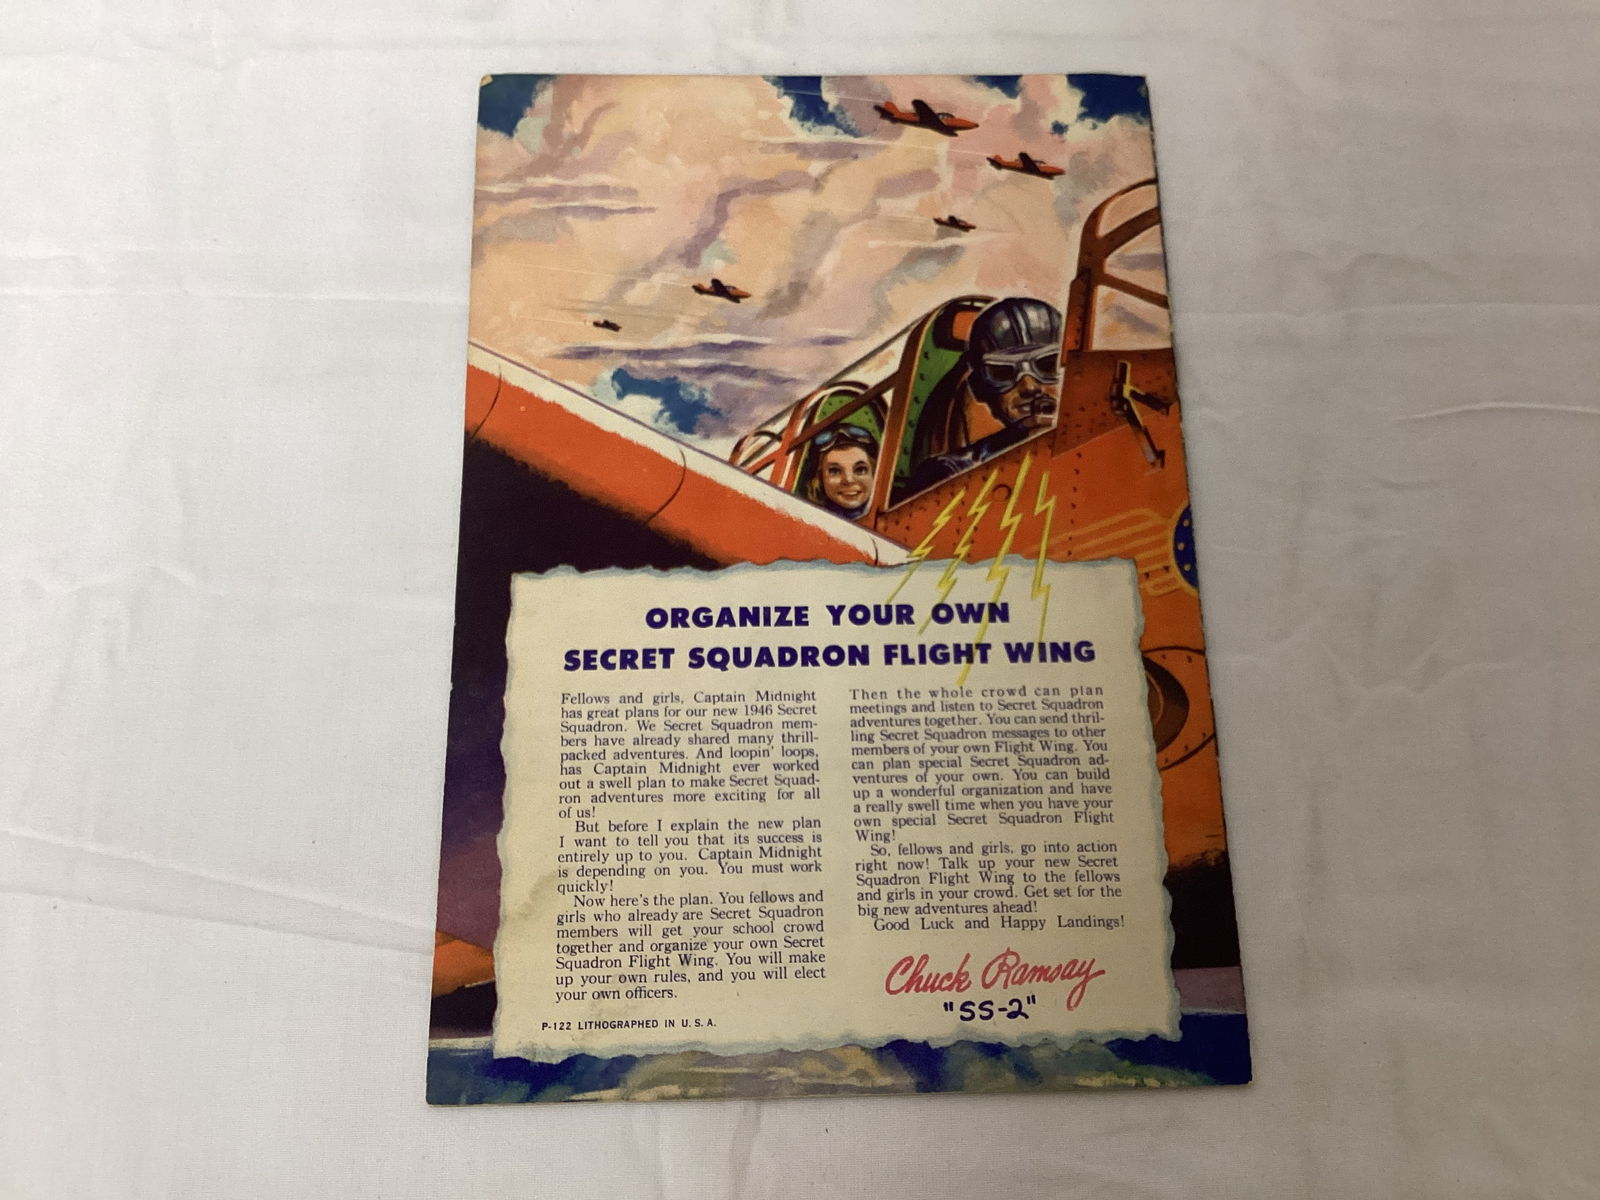 ORGANIZE YOUR OWN
SECRET SQUADRON FLIGHT WING
Fellows and girls, Captain Midnight
has great plans for our new 1946 Secret
Squadron. We Secret Squadron mem-
bers have already shared many thrill-
packed adventures. And loopin' loops,
has Captain Midnight ever worked
out a swell plan to make Secret Squad-
ron adventures more exciting for all
of us!
But before I explain the new plan
I want to tell you that its success is
entirely up to you. Captain Midnight
is depending on you. You must work
quickly!
Now here's the plan. You fellows and
girls who already are Secret Squadron
members will get your school crowd
together and organize your own Secret
Squadron Flight Wing. You will make
up your own rules, and you will elect
your own officers.
Then the whole crowd can plan
meetings and listen to Secret Squadron
adventures together. You can send thril-
ling Secret Squadron messages to other
members of your own Flight Wing. You
can plan special Secret Squadron ad-
ventures of your own. You can build
up a wonderful organization and have
a really swell time when you have your
own special Secret Squadron Flight
Wing!
So, fellows and girls, go into action
right now! Talk up your new Secret
Squadron Flight Wing to the fellows
and girls in your crowd. Get set for the
big new adventures ahead!
Good Luck and Happy Landings!
Chuck Ramsay
"SS-2"
P-122 LITHOGRAPHED IN U. S. A.